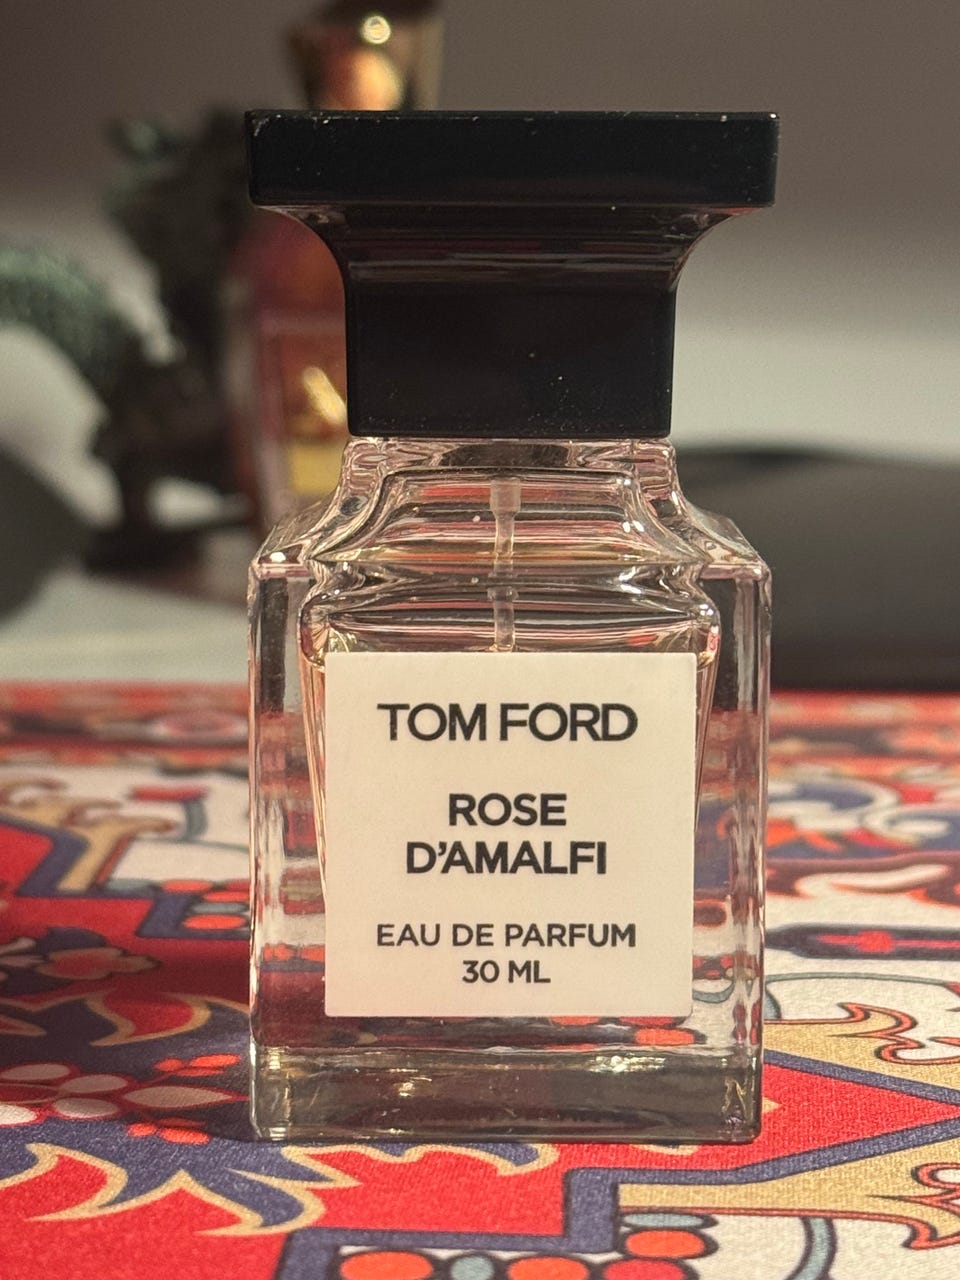 TOM FORD
ROSE
D'AMALFI
EAU DE PARFUM
30 ML